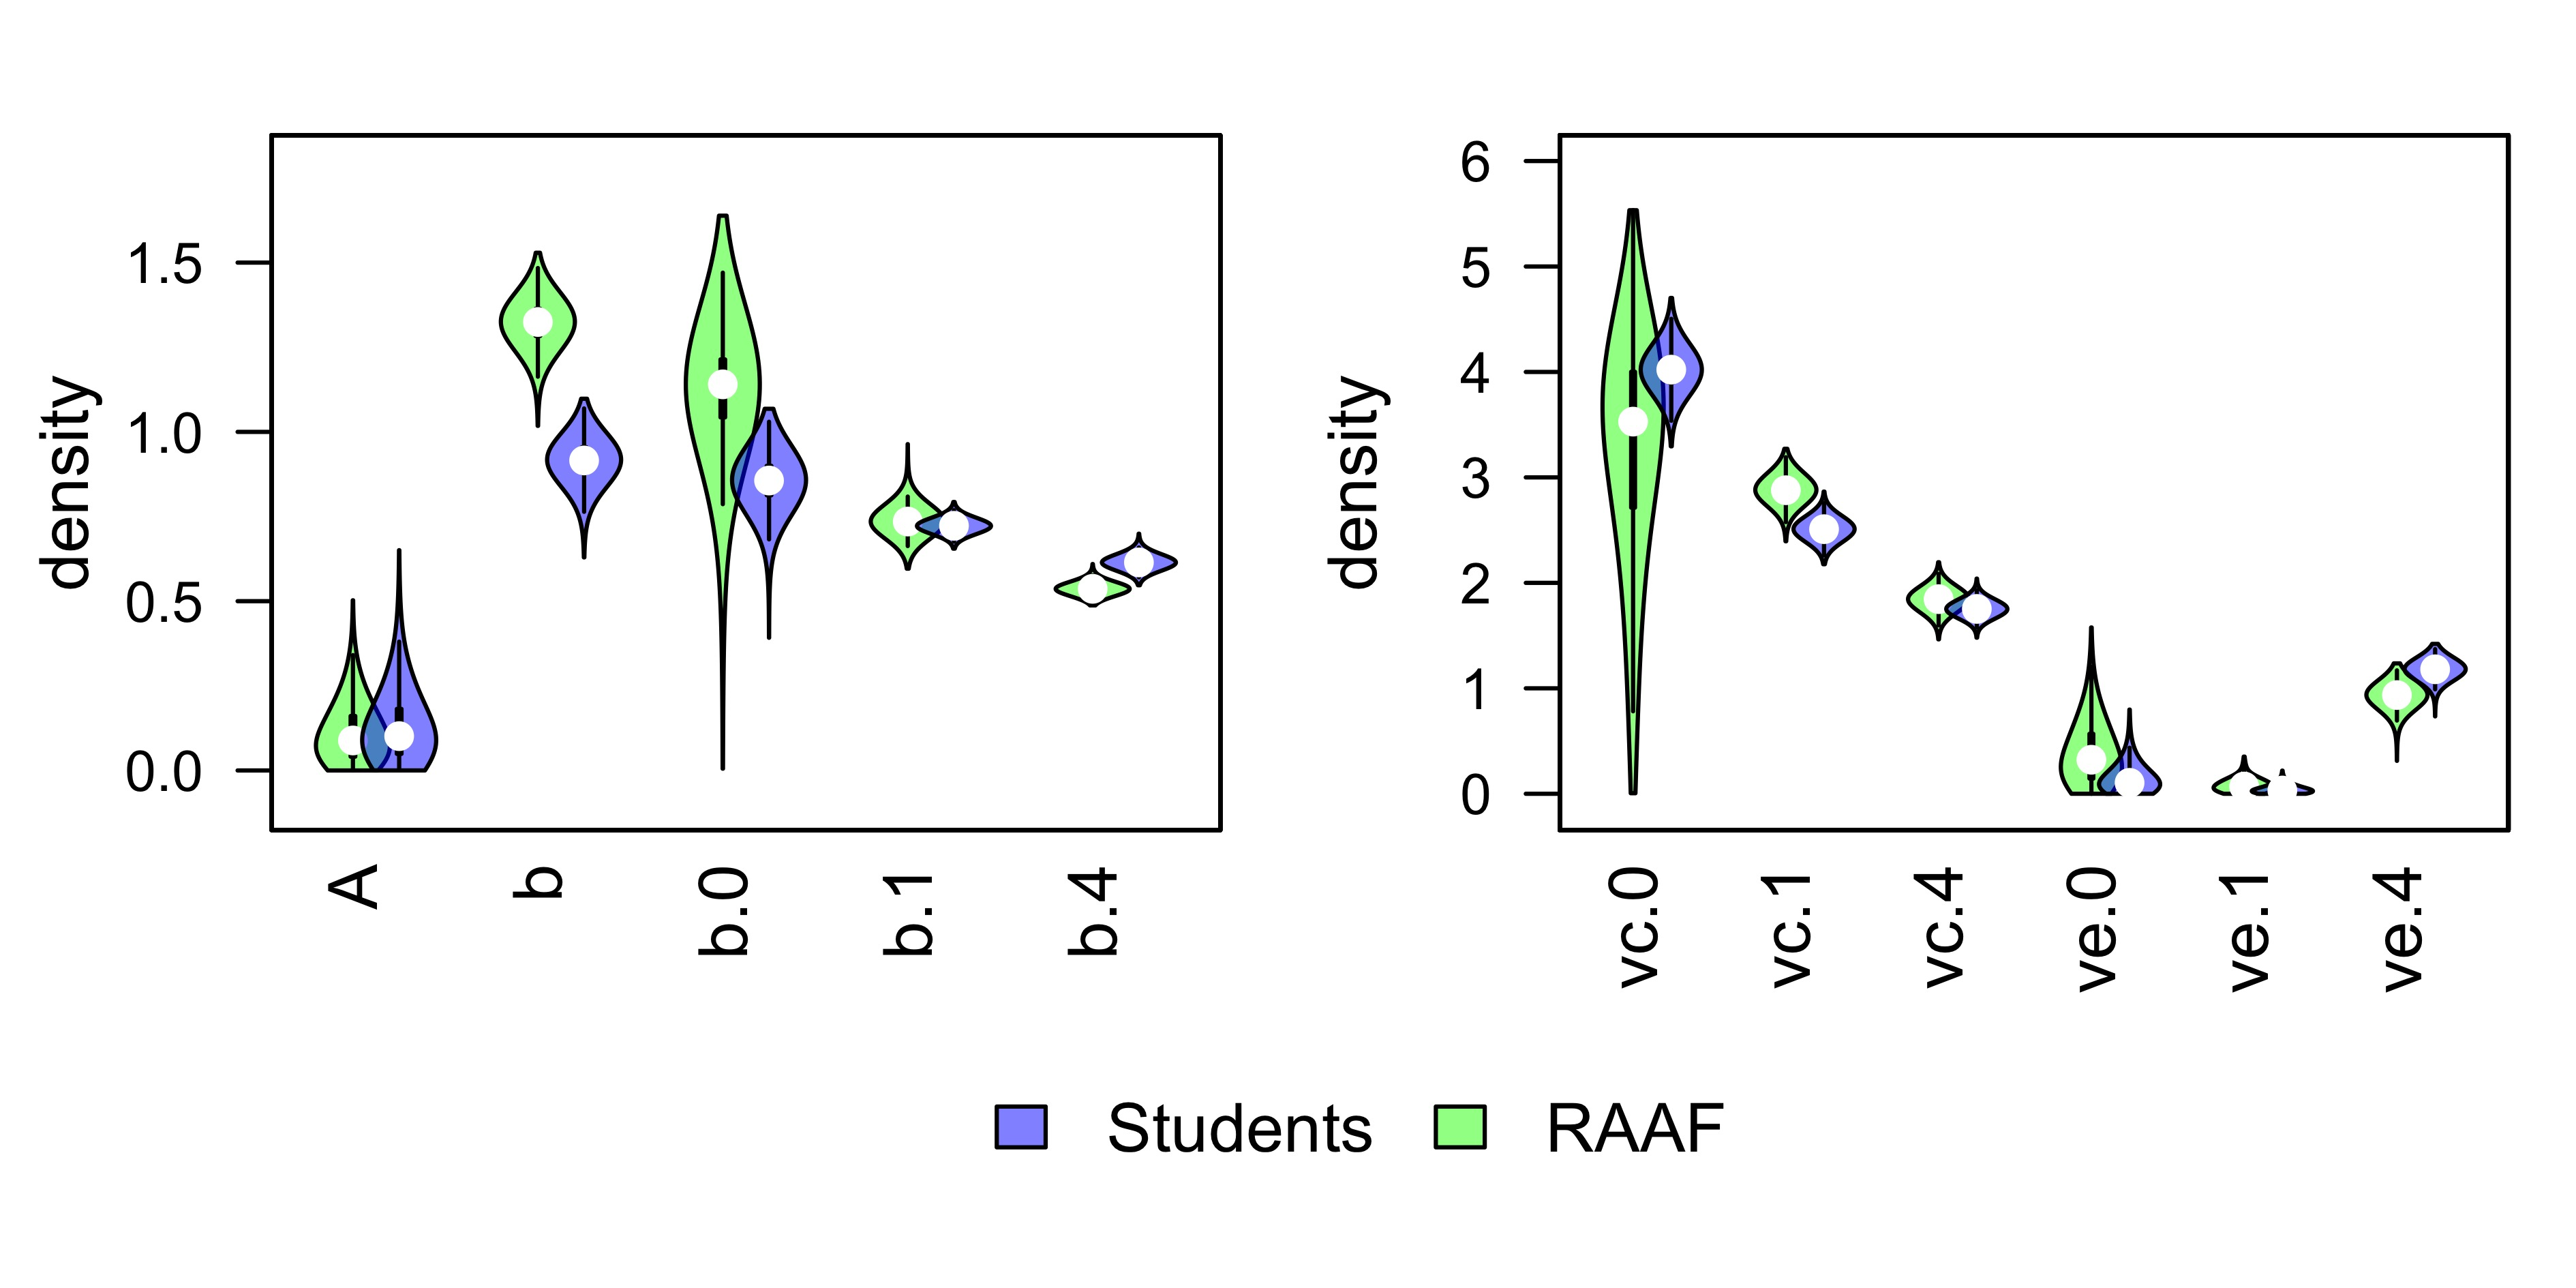 density
1.5
1.0
0.5
0.0
A
b
b.0
b.1
b.4
density
6
5
4
3
2
1
0
vc.0
vc.1
vc.4
ve.0
ve.1
ve.4
Students RAAF